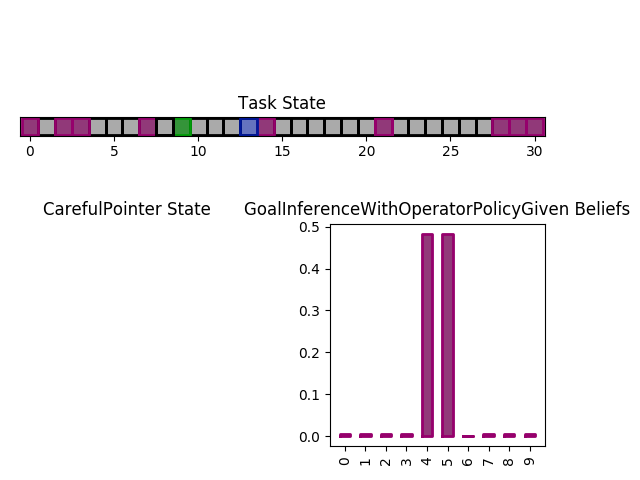 Task State
0 5 10 15 20 25 30
CarefulPointer State
GoalInferenceWithOperatorPolicyGiven Beliefs
0.5
0.4
0.3
0.2
0.1
0.0
0 1 2 3 4 5 6 7 8 9